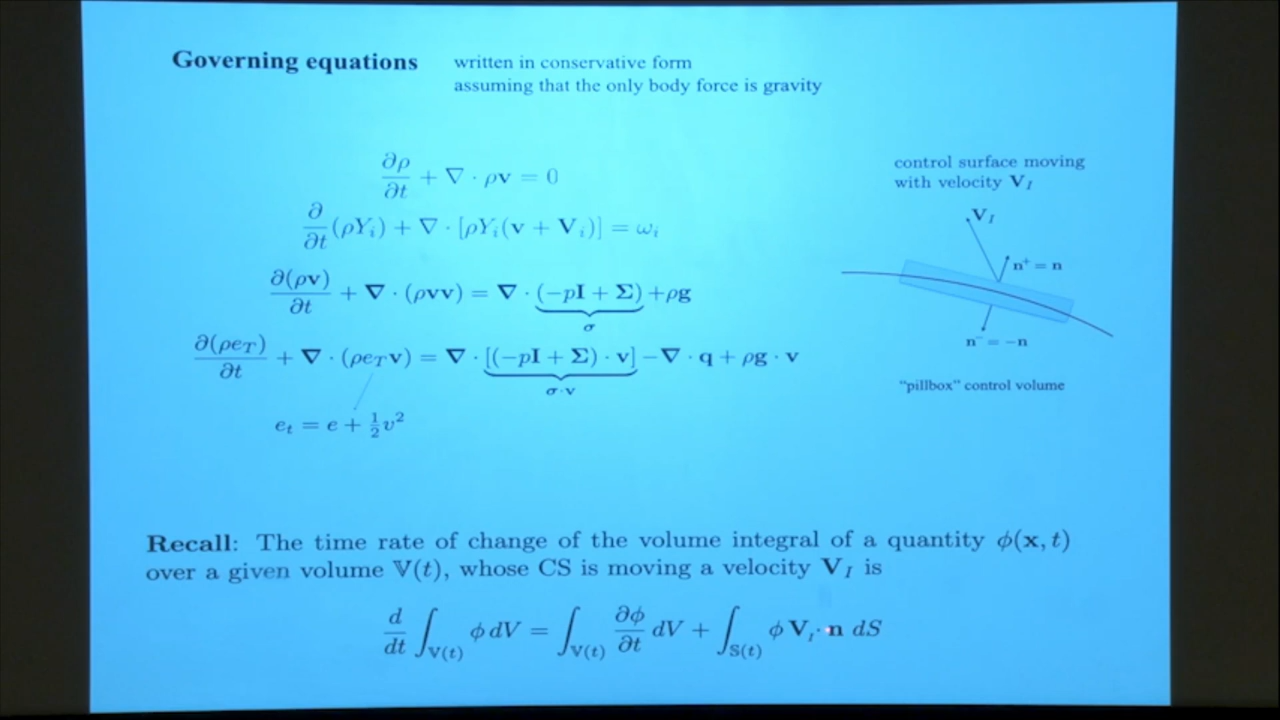 Governing equations written in conservative form
assuming that the only body force is gravity
∂ρ/∂t + ∇ · ρv = 0
∂/∂t (ρY_i) + ∇ · [ρY_i(v + V_i)] = ω_i
∂(ρv)/∂t + ∇ · (ρvv) = ∇ · (−pI + Σ) + ρg
σ
∂(ρe_T)/∂t + ∇ · (ρe_T v) = ∇ · [(−pI + Σ) · v] − ∇ · q + ρg · v
σ·v
e_t = e + ½v²
control surface moving
with velocity V_I
V_I
n⁺ = n
n⁻ = −n
“pillbox” control volume
Recall: The time rate of change of the volume integral of a quantity ϕ(x, t)
over a given volume 𝕍(t), whose CS is moving a velocity V_I is
d/dt ∫_𝕍(t) ϕ dV = ∫_𝕍(t) ∂ϕ/∂t dV + ∫_𝕊(t) ϕ V_I · n dS